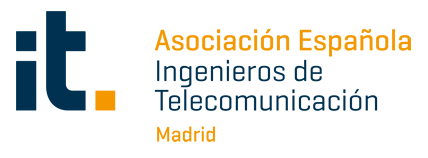 it.
Asociación Española
Ingenieros de
Telecomunicación
Madrid